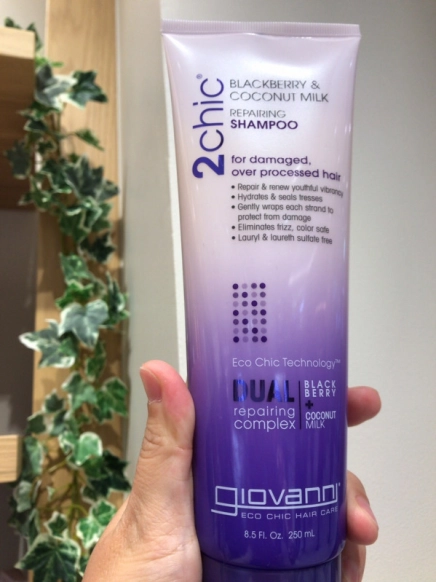 2chic®
BLACKBERRY &
COCONUT MILK
REPAIRING
SHAMPOO
for damaged,
over processed hair
• Repair & renew youthful vibrancy
• Hydrates & seals tresses
• Gently wraps each strand to
protect from damage
• Eliminates frizz, color safe
• Lauryl & laureth sulfate free
Eco Chic Technology™
DUAL
repairing
complex
BLACK
BERRY
+
COCONUT
MILK
giovanni
ECO CHIC HAIR CARE
8.5 Fl. Oz. 250 mL